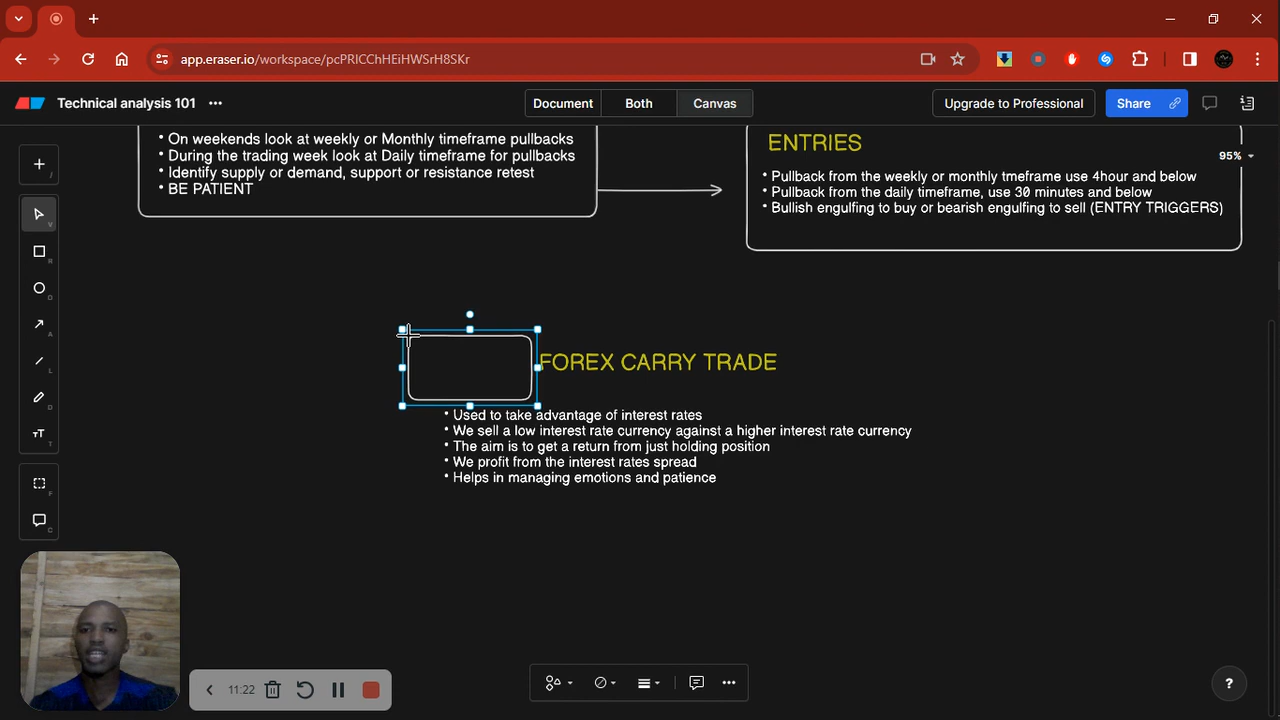 app.eraser.io/workspace/pcPRICChHEiHWSrH8SKr
Technical analysis 101 •••
Document Both Canvas
Upgrade to Professional
Share
• On weekends look at weekly or Monthly timeframe pullbacks
• During the trading week look at Daily timeframe for pullbacks
• Identify supply or demand, support or resistance retest
• BE PATIENT
ENTRIES
95%
• Pullback from the weekly or monthly tmeframe use 4hour and below
• Pullback from the daily timeframe, use 30 minutes and below
• Bullish engulfing to buy or bearish engulfing to sell (ENTRY TRIGGERS)
FOREX CARRY TRADE
• Used to take advantage of interest rates
• We sell a low interest rate currency against a higher interest rate currency
• The aim is to get a return from just holding position
• We profit from the interest rates spread
• Helps in managing emotions and patience
/
V
R
O
A
L
D
TT
T
F
C
11:22
?